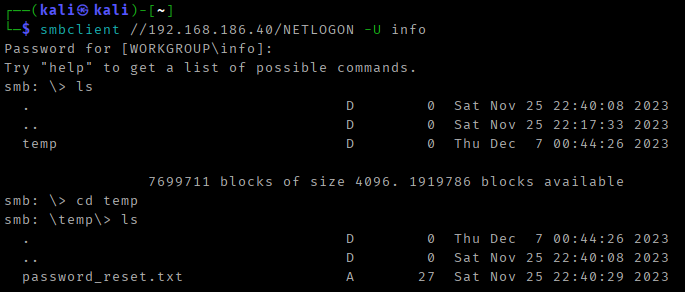 ┌──(kali㉿kali)-[~]
└─$ smbclient //192.168.186.40/NETLOGON -U info
Password for [WORKGROUP\info]:
Try "help" to get a list of possible commands.
smb: \> ls
  .                                   D        0  Sat Nov 25 22:40:08 2023
  ..                                  D        0  Sat Nov 25 22:17:33 2023
  temp                                D        0  Thu Dec  7 00:44:26 2023
                7699711 blocks of size 4096. 1919786 blocks available
smb: \> cd temp
smb: \temp\> ls
  .                                   D        0  Thu Dec  7 00:44:26 2023
  ..                                  D        0  Sat Nov 25 22:40:08 2023
  password_reset.txt                  A       27  Sat Nov 25 22:40:29 2023